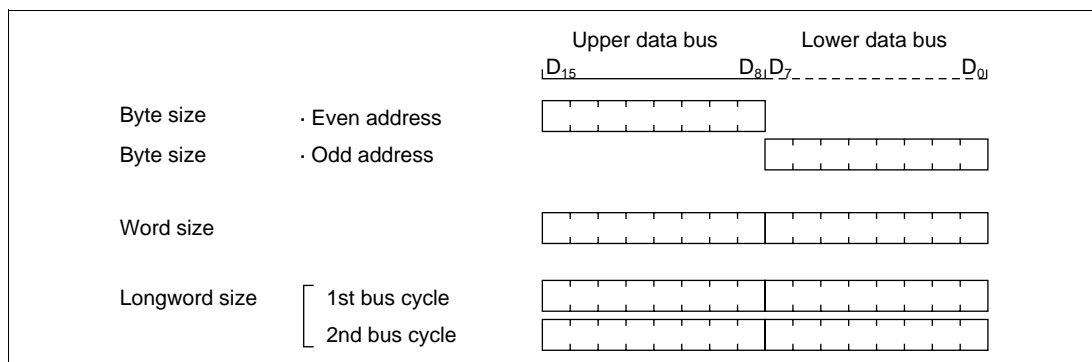 Upper data bus Lower data bus
D15 D8 D7 D0
Byte size · Even address
Byte size · Odd address
Word size
Longword size 1st bus cycle
2nd bus cycle